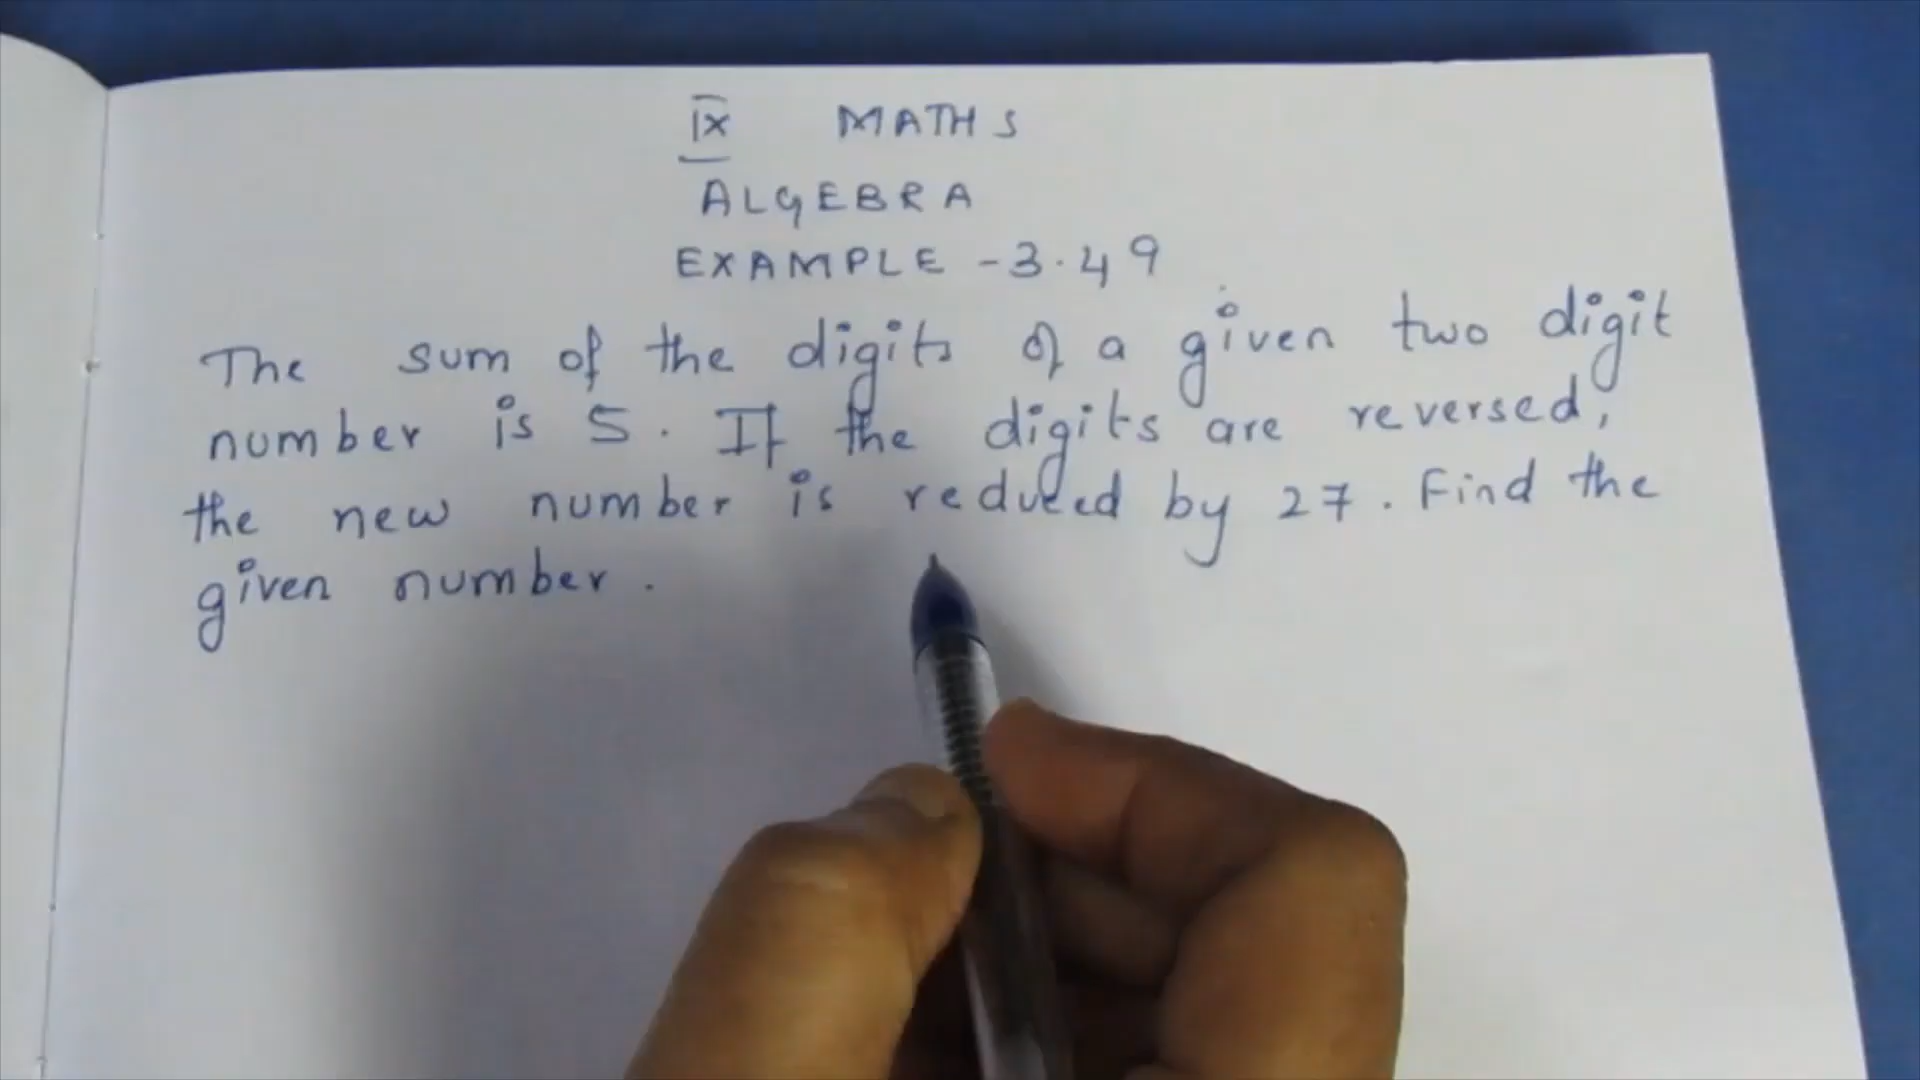 IX MATHS
ALGEBRA
EXAMPLE - 3.49
The sum of the digits of a given two digit
number is 5. If the digits are reversed,
the new number is reduced by 27. Find the
given number.